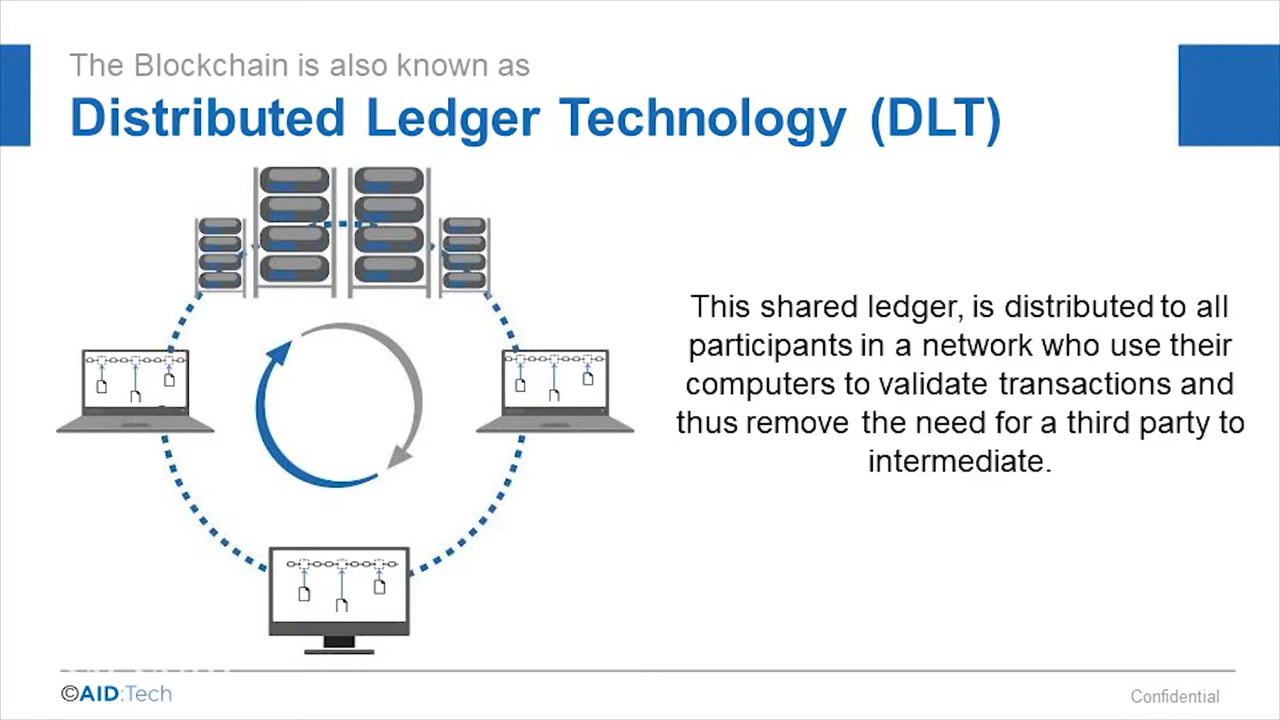 The Blockchain is also known as
Distributed Ledger Technology (DLT)
This shared ledger, is distributed to all
participants in a network who use their
computers to validate transactions and
thus remove the need for a third party to
intermediate.
©AID:Tech
Confidential